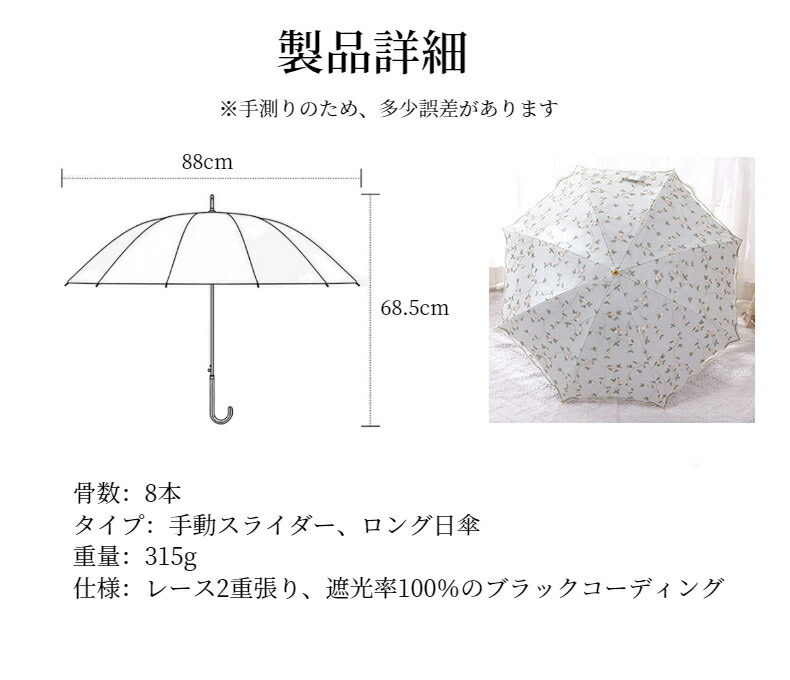 製品詳細
※手測りのため、多少誤差があります
88cm
68.5cm
骨数：8本
タイプ：手動スライダー、ロング日傘
重量：315g
仕様：レース2重張り、遮光率100%のブラックコーディング